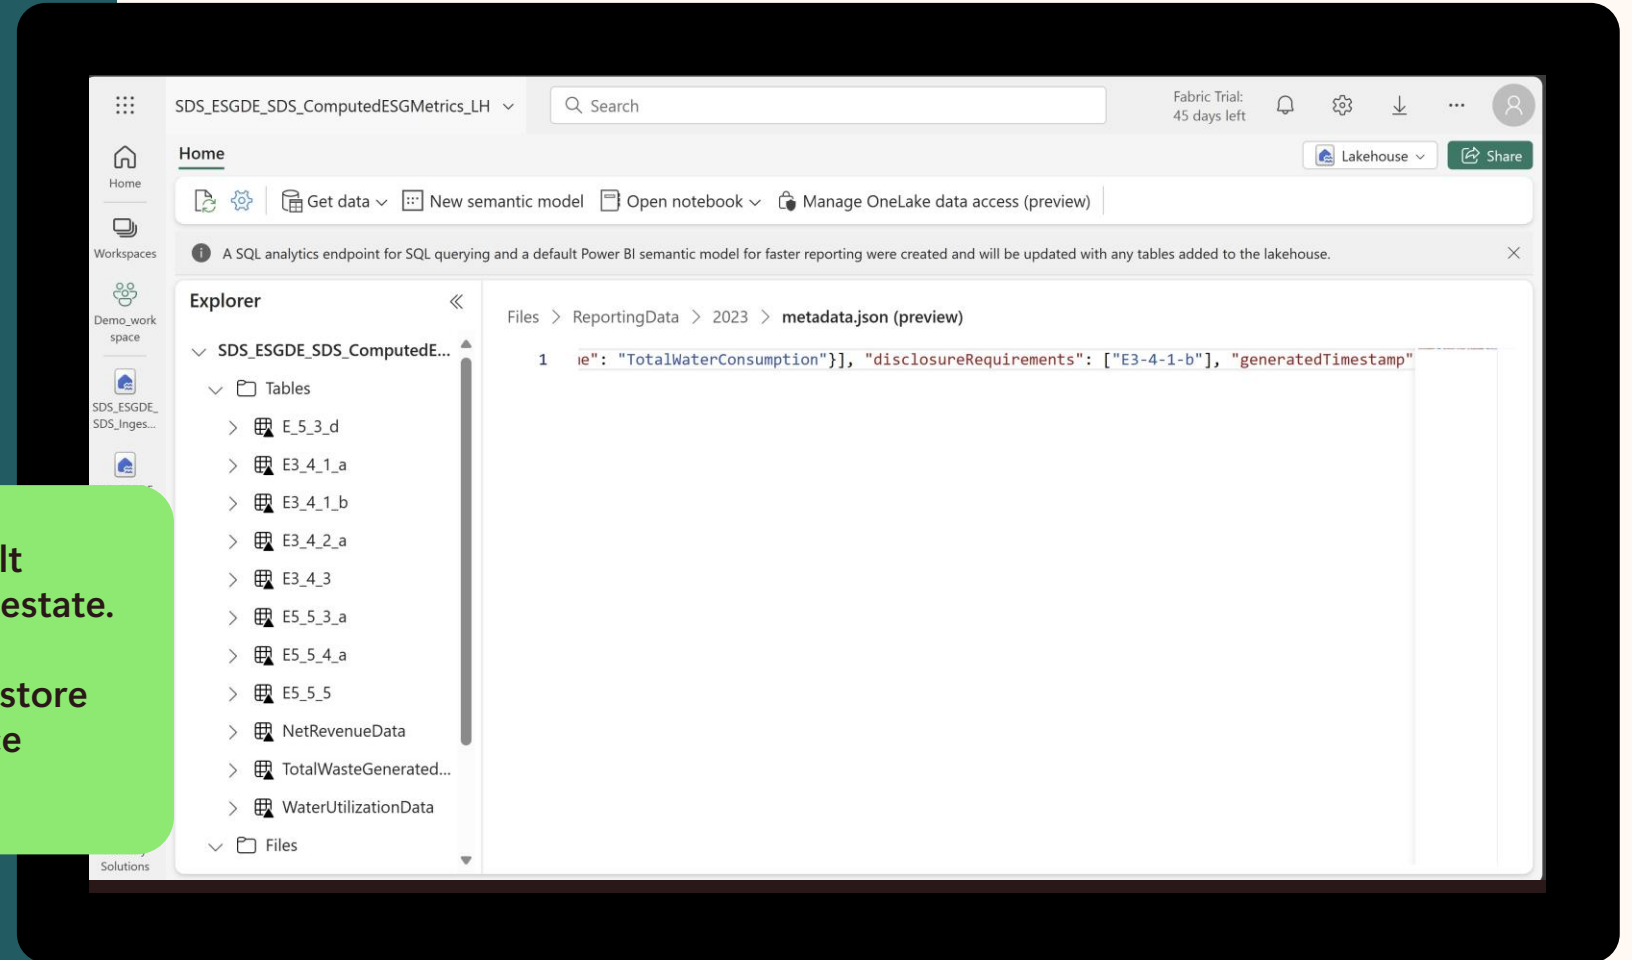 SDS_ESGDE_SDS_ComputedESGMetrics_LH
Search
Fabric Trial:
45 days left
Home
Home
Lakehouse
Share
Get data
New semantic model
Open notebook
Manage OneLake data access (preview)
Workspaces
A SQL analytics endpoint for SQL querying and a default Power BI semantic model for faster reporting were created and will be updated with any tables added to the lakehouse.
Demo_work
space
SDS_ESGDE_
SDS_Inges...
Solutions
Explorer
SDS_ESGDE_SDS_ComputedE...
Tables
E_5_3_d
E3_4_1_a
E3_4_1_b
E3_4_2_a
E3_4_3
E5_5_3_a
E5_5_4_a
E5_5_5
NetRevenueData
TotalWasteGenerated...
WaterUtilizationData
Files
Files > ReportingData > 2023 > metadata.json (preview)
1 e": "TotalWaterConsumption"}], "disclosureRequirements": ["E3-4-1-b"], "generatedTimestamp"
lt
estate.
store
e